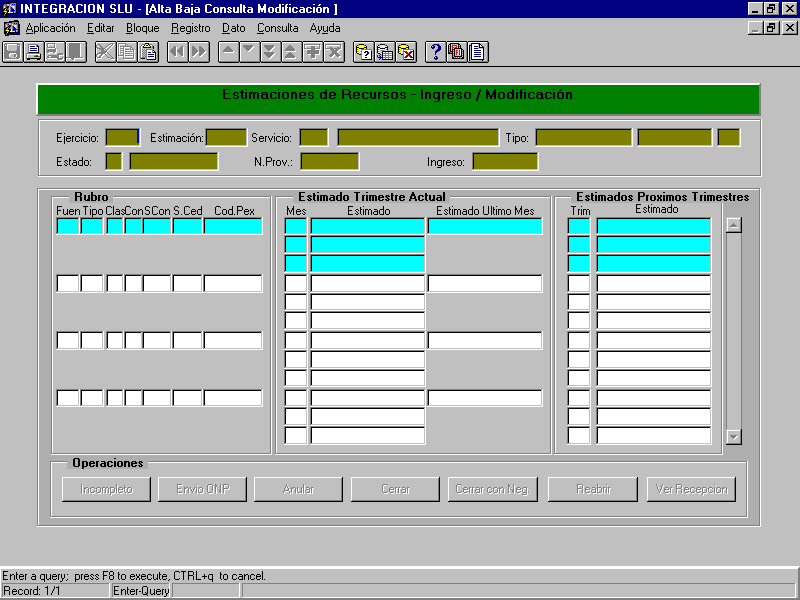 INTEGRACION SLU - [Alta Baja Consulta Modificación ]
Aplicación Editar Bloque Registro Dato Consulta Ayuda
Estimaciones de Recursos - Ingreso / Modificación
Ejercicio: Estimación: Servicio: Tipo:
Estado: N.Prov.: Ingreso:
Rubro Estimado Trimestre Actual Estimados Proximos Trimestres
Fuen Tipo Clas Con SCon S.Ced Cod.Pex Mes Estimado Estimado Ultimo Mes Trim Estimado
Operaciones
Incompleto Envio ONP Anular Cerrar Cerrar con Neg. Reabrir Ver Recepcion
Enter a query; press F8 to execute, CTRL+q to cancel.
Record: 1/1 Enter-Query